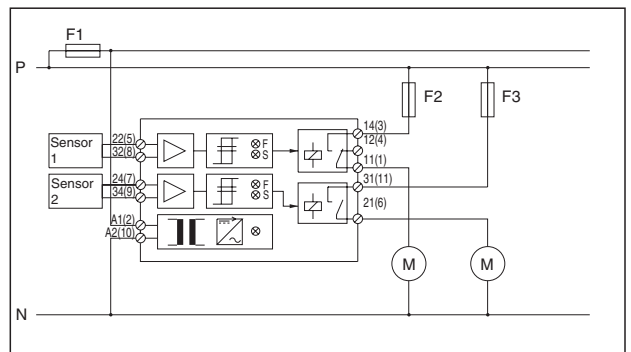 F1
P
F2
F3
14(3)
12(4)
11(1)
31(11)
21(6)
Sensor
1
22(5)
32(8)
F
S
Sensor
2
24(7)
34(9)
F
S
A1(2)
A2(10)
M
M
N